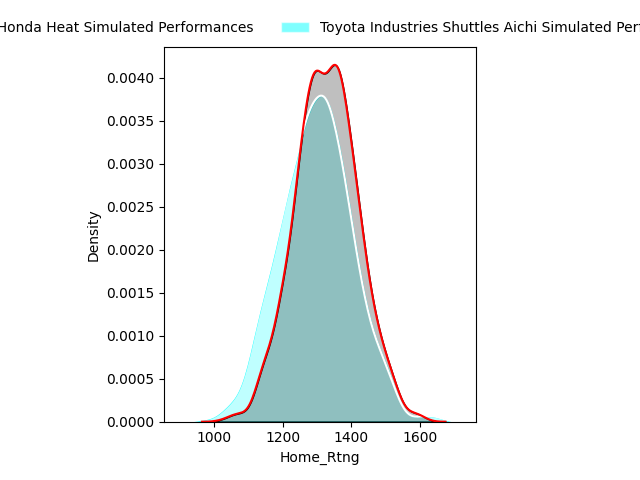 Honda Heat Simulated Performances
Toyota Industries Shuttles Aichi Simulated
0.0040
0.0035
0.0030
0.0025
0.0020
0.0015
0.0010
0.0005
0.0000
Density
1000 1200 1400 1600
Home_Rtng